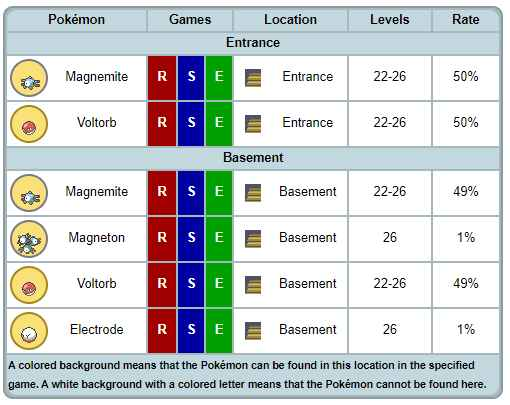 Pokémon Games Location Levels Rate
Entrance
Magnemite R S E Entrance 22-26 50%
Voltorb R S E Entrance 22-26 50%
Basement
Magnemite R S E Basement 22-26 49%
Magneton R S E Basement 26 1%
Voltorb R S E Basement 22-26 49%
Electrode R S E Basement 26 1%
A colored background means that the Pokémon can be found in this location in the specified
game. A white background with a colored letter means that the Pokémon cannot be found here.